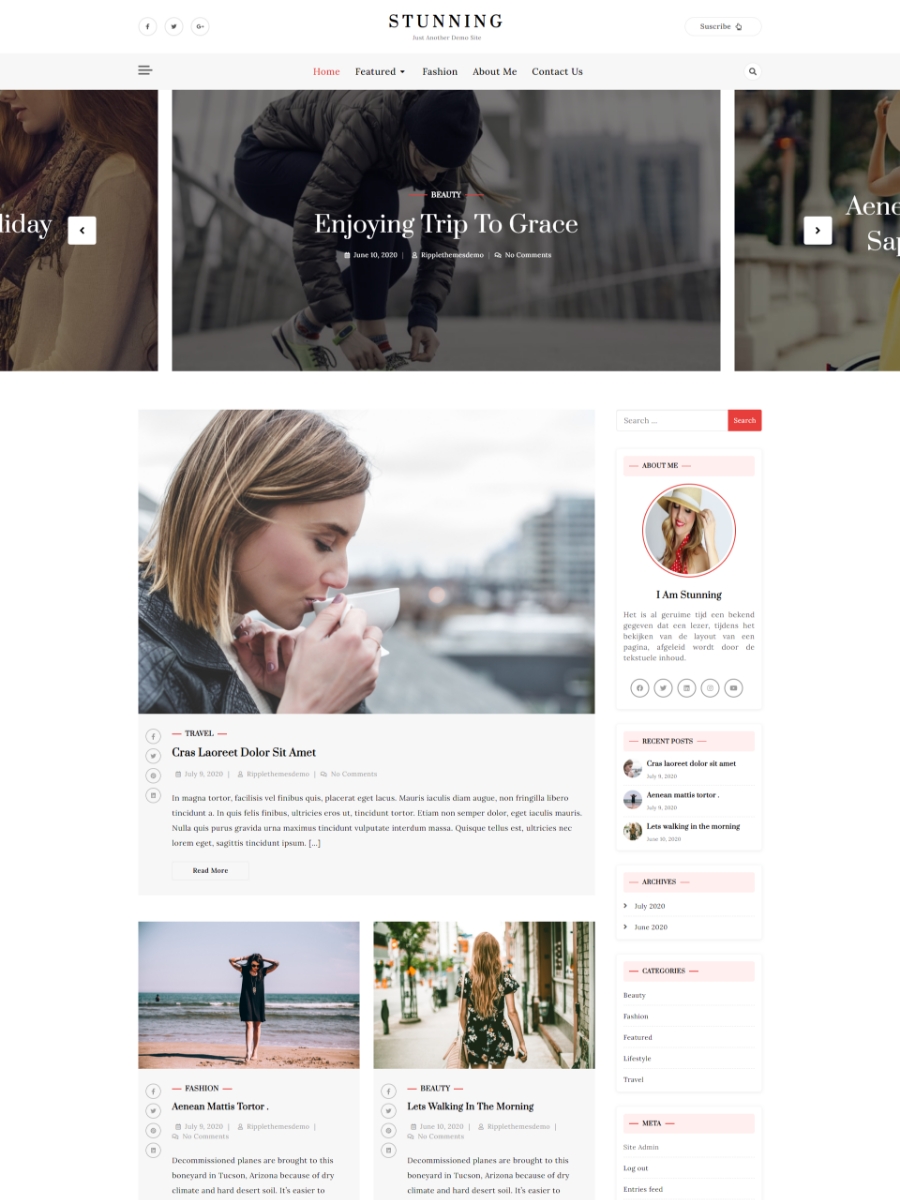 STUNNING
Just Another Demo Site
Suscribe
Home Featured Fashion About Me Contact Us
liday
BEAUTY
Enjoying Trip To Grace
June 10, 2020 | Ripplethemesdemo | No Comments
Aene
Sap
Search ...
Search
ABOUT ME
I Am Stunning
Het is al geruime tijd een bekend
gegeven dat een lezer, tijdens het
bekijken van de layout van een
pagina, afgeleid wordt door de
tekstuele inhoud.
TRAVEL
Cras Laoreet Dolor Sit Amet
July 9, 2020 | Ripplethemesdemo | No Comments
In magna tortor, facilisis vel finibus quis, placerat eget lacus. Mauris iaculis diam augue, non fringilla libero
tincidunt a. In quis felis finibus, ultricies eros ut, tincidunt tortor. Etiam non semper dolor, eget iaculis mauris.
Nulla quis purus gravida urna maximus tincidunt vulputate interdum massa. Quisque tellus est, ultricies nec
lorem eget, sagittis tincidunt ipsum. [...]
Read More
RECENT POSTS
Cras laoreet dolor sit amet
July 9, 2020
Aenean mattis tortor .
July 9, 2020
Lets walking in the morning
June 10, 2020
ARCHIVES
July 2020
June 2020
CATEGORIES
Beauty
Fashion
Featured
Lifestyle
Travel
META
Site Admin
Log out
Entries feed
FASHION
Aenean Mattis Tortor .
July 9, 2020 | Ripplethemesdemo |
No Comments
Decommissioned planes are brought to this
boneyard in Tucson, Arizona because of dry
climate and hard desert soil. It's easier to
BEAUTY
Lets Walking In The Morning
June 10, 2020 | Ripplethemesdemo |
No Comments
Decommissioned planes are brought to this
boneyard in Tucson, Arizona because of dry
climate and hard desert soil. It's easier to